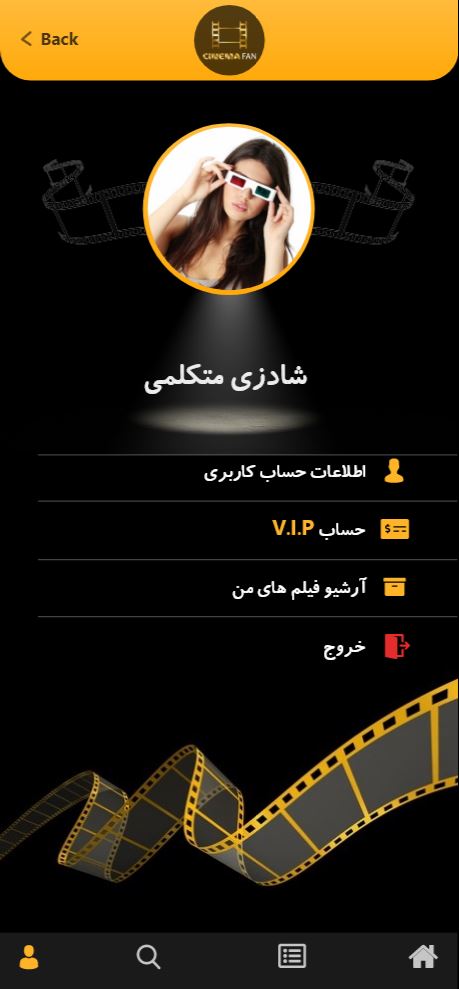 Back
CINEMA FAN
شادزی متکلمی
اطلاعات حساب کاربری
حساب V.I.P
آرشیو فیلم های من
خروج